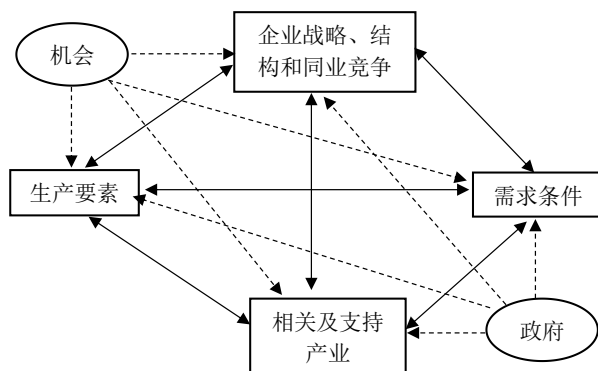 机会
企业战略、结
构和同业竞争
生产要素
需求条件
相关及支持
产业
政府